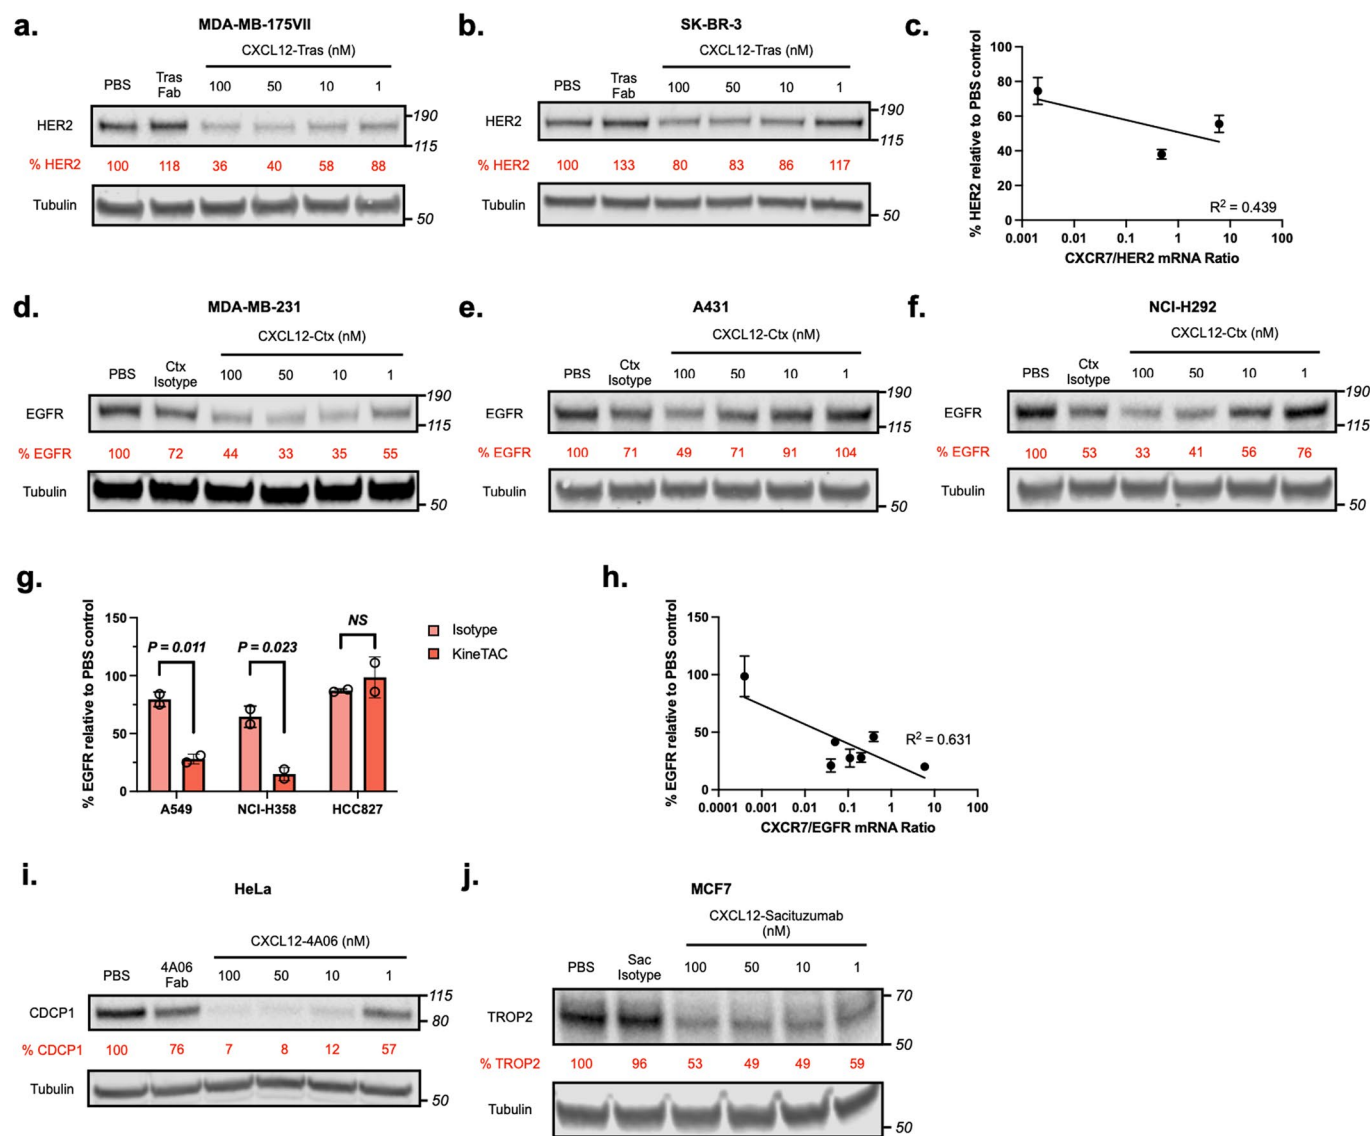 a.
MDA-MB-175VII
CXCL12-Tras (nM)
PBS Tras Fab 100 50 10 1
HER2 190
115
% HER2 100 118 36 40 58 88
Tubulin
50
b.
SK-BR-3
CXCL12-Tras (nM)
PBS Tras Fab 100 50 10 1
HER2 190
115
% HER2 100 133 80 83 86 117
Tubulin
50
c.
% HER2 relative to PBS control
100
80
60
40
20
0
R² = 0.439
0.001 0.01 0.1 1 10 100
CXCR7/HER2 mRNA Ratio
d.
MDA-MB-231
CXCL12-Ctx (nM)
PBS Ctx Isotype 100 50 10 1
EGFR 190
115
% EGFR 100 72 44 33 35 55
Tubulin
50
e.
A431
CXCL12-Ctx (nM)
PBS Ctx Isotype 100 50 10 1
EGFR 190
115
% EGFR 100 71 49 71 91 104
Tubulin
50
f.
NCI-H292
CXCL12-Ctx (nM)
PBS Ctx Isotype 100 50 10 1
EGFR 190
115
% EGFR 100 53 33 41 56 76
Tubulin
50
g.
% EGFR relative to PBS control
150
100
50
0
P = 0.011
P = 0.023
NS
Isotype
KineTAC
A549 NCI-H358 HCC827
h.
% EGFR relative to PBS control
150
100
50
0
R² = 0.631
0.0001 0.001 0.01 0.1 1 10 100
CXCR7/EGFR mRNA Ratio
i.
HeLa
CXCL12-4A06 (nM)
PBS 4A06 Fab 100 50 10 1
CDCP1 115
80
% CDCP1 100 76 7 8 12 57
Tubulin
50
j.
MCF7
CXCL12-Sacituzumab
(nM)
PBS Sac Isotype 100 50 10 1
TROP2 70
50
% TROP2 100 96 53 49 49 59
Tubulin
50